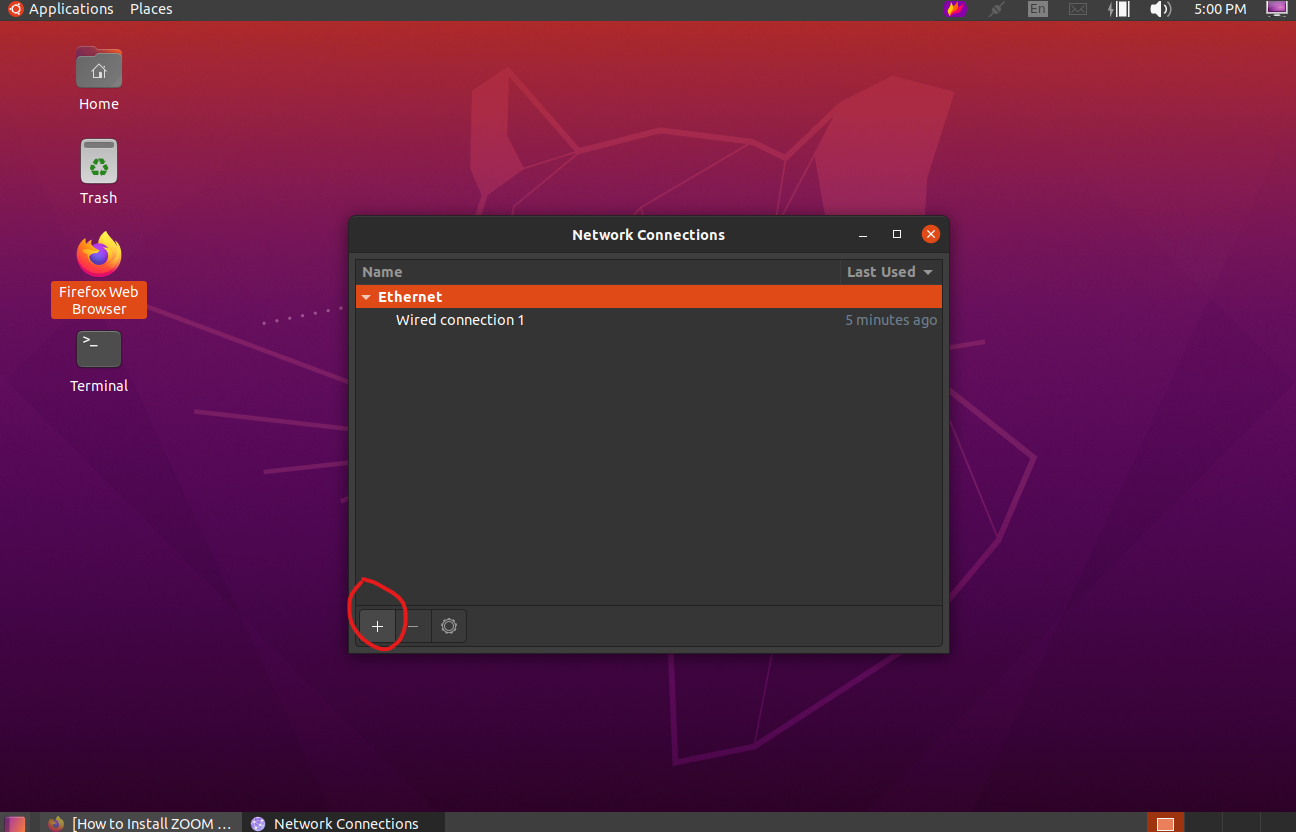 Applications Places En 5:00 PM
Home
Trash
Firefox Web
Browser
>_
Terminal
Network Connections
Name Last Used
Ethernet
Wired connection 1 5 minutes ago
[How to Install ZOOM ... Network Connections